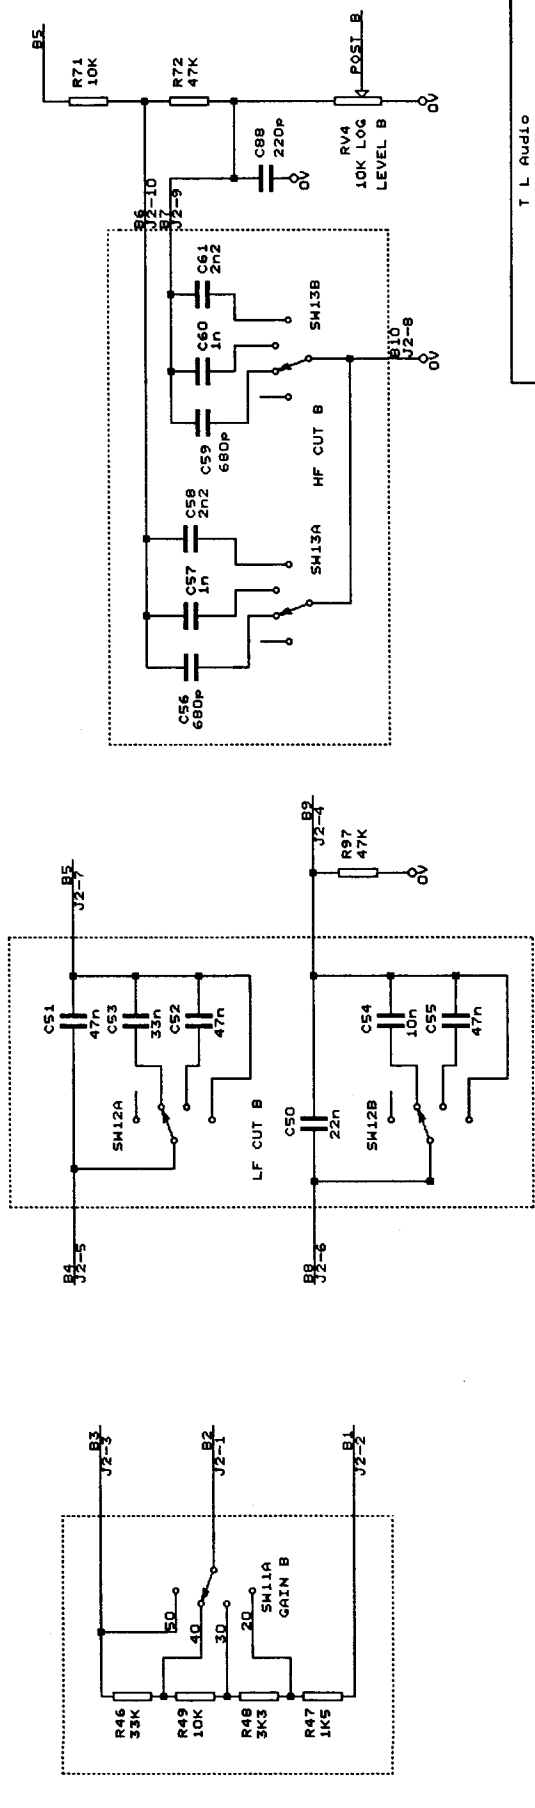 B5
R71
10K
R72
47K
POST B
C88
220p
0V
RV4
10K LOG
LEVEL B
0V
T L Audio
B6
J2-10
B7
J2-9
C61
2n2
C60
1n
C59
680p
SW13B
HF CUT B
B10
J2-8
0V
C58
2n2
C57
1n
C56
680p
SW13A
B5
J2-7
B9
J2-4
R97
47K
0V
C51
47n
C53
33n
C52
47n
C54
10n
C55
47n
SW12A
LF CUT B
C50
22n
SW12B
B4
J2-5
B8
J2-6
B3
J2-3
B2
J2-1
B1
J2-2
50
40
30
20
SW11A
GAIN B
R46
33K
R49
10K
R48
3K3
R47
1K5